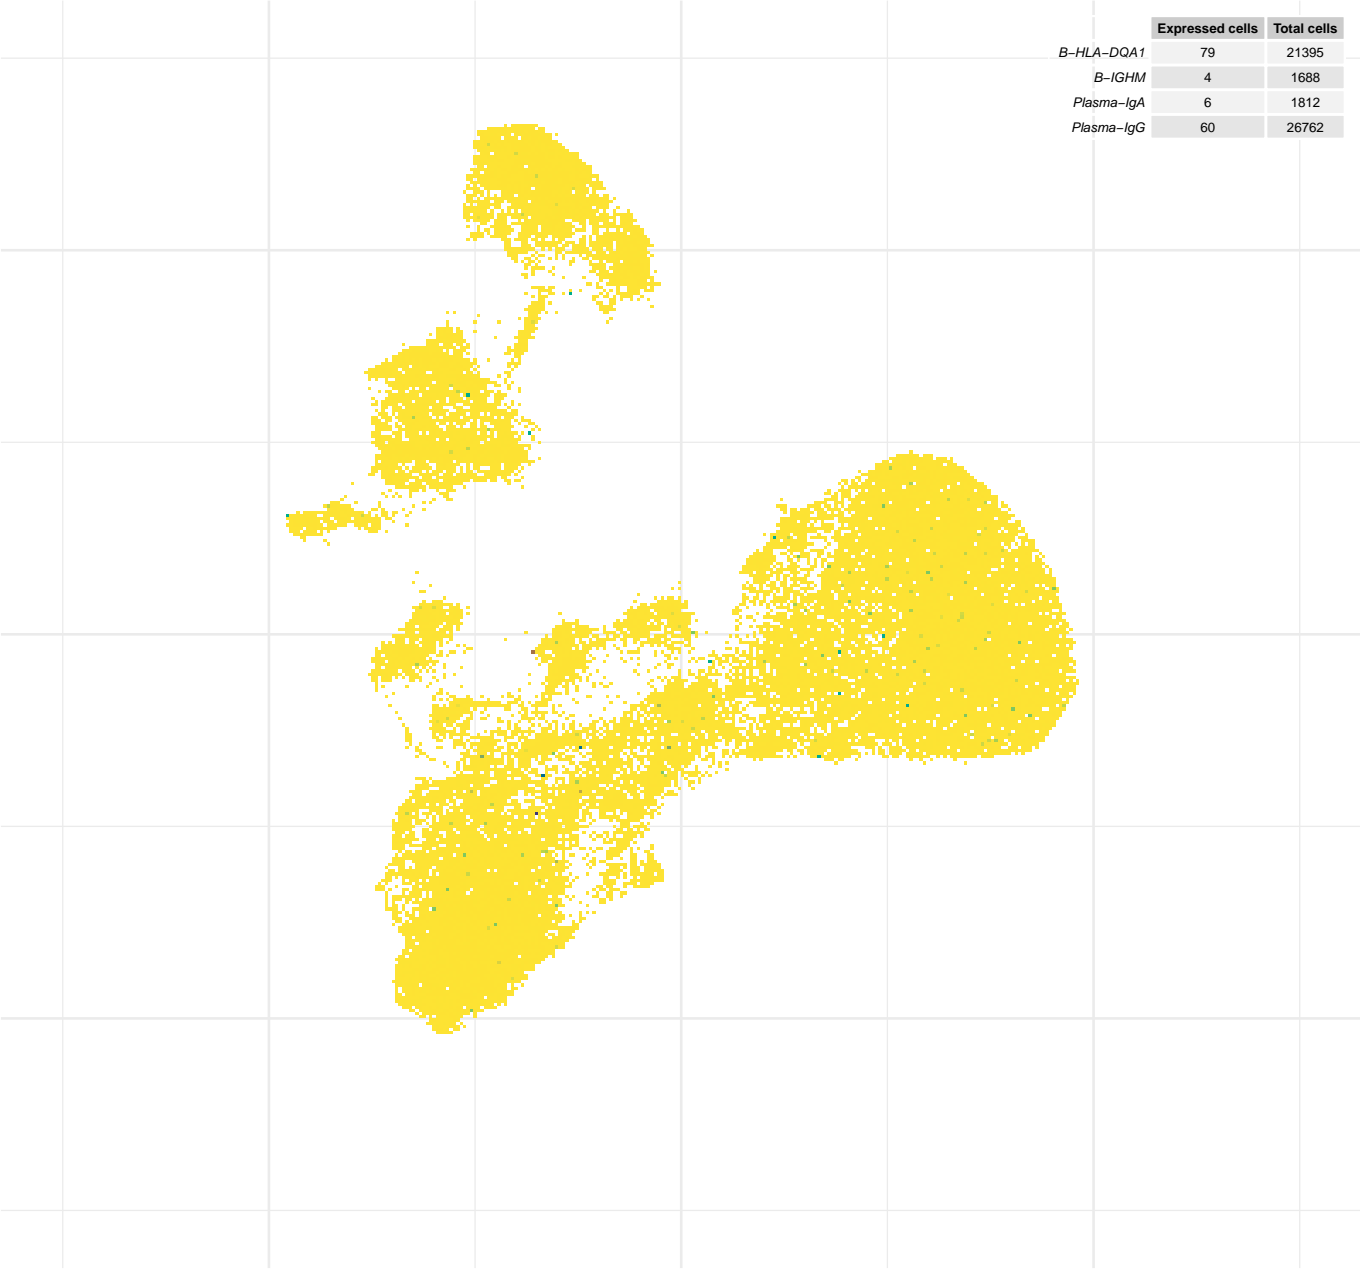 Expressed cells Total cells
B−HLA−DQA1 79 21395
B−IGHM 4 1688
Plasma−IgA 6 1812
Plasma−IgG 60 26762